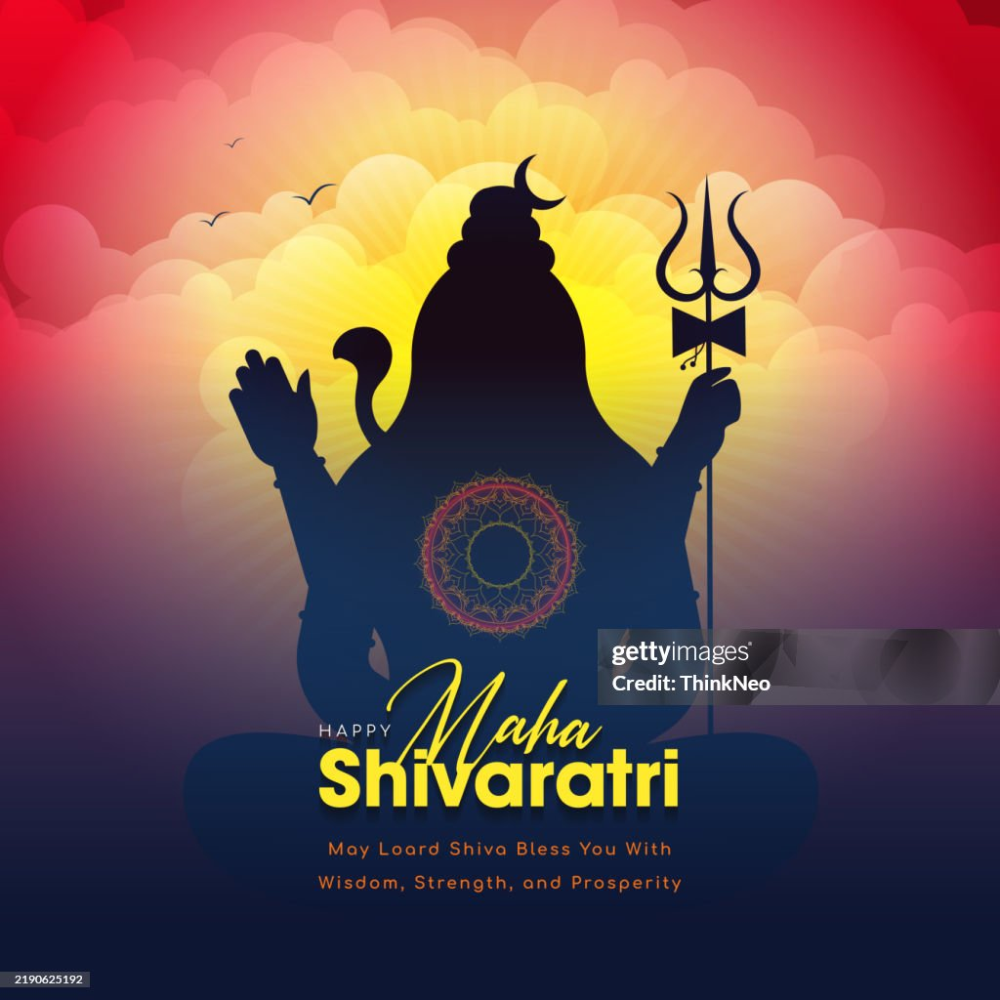 gettyimages®
Credit: ThinkNeo
HAPPY Maha
Shivaratri
May Loard Shiva Bless You With
Wisdom, Strength, and Prosperity
2190625192